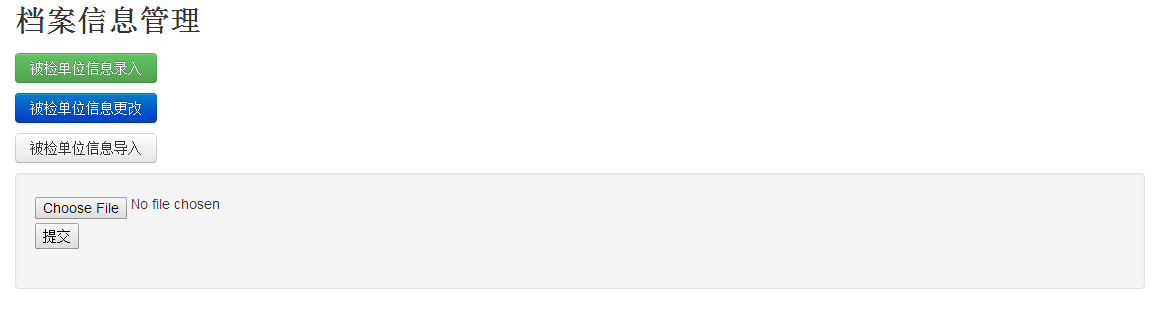 档案信息管理
被检单位信息录入
被检单位信息更改
被检单位信息导入
Choose File No file chosen
提交